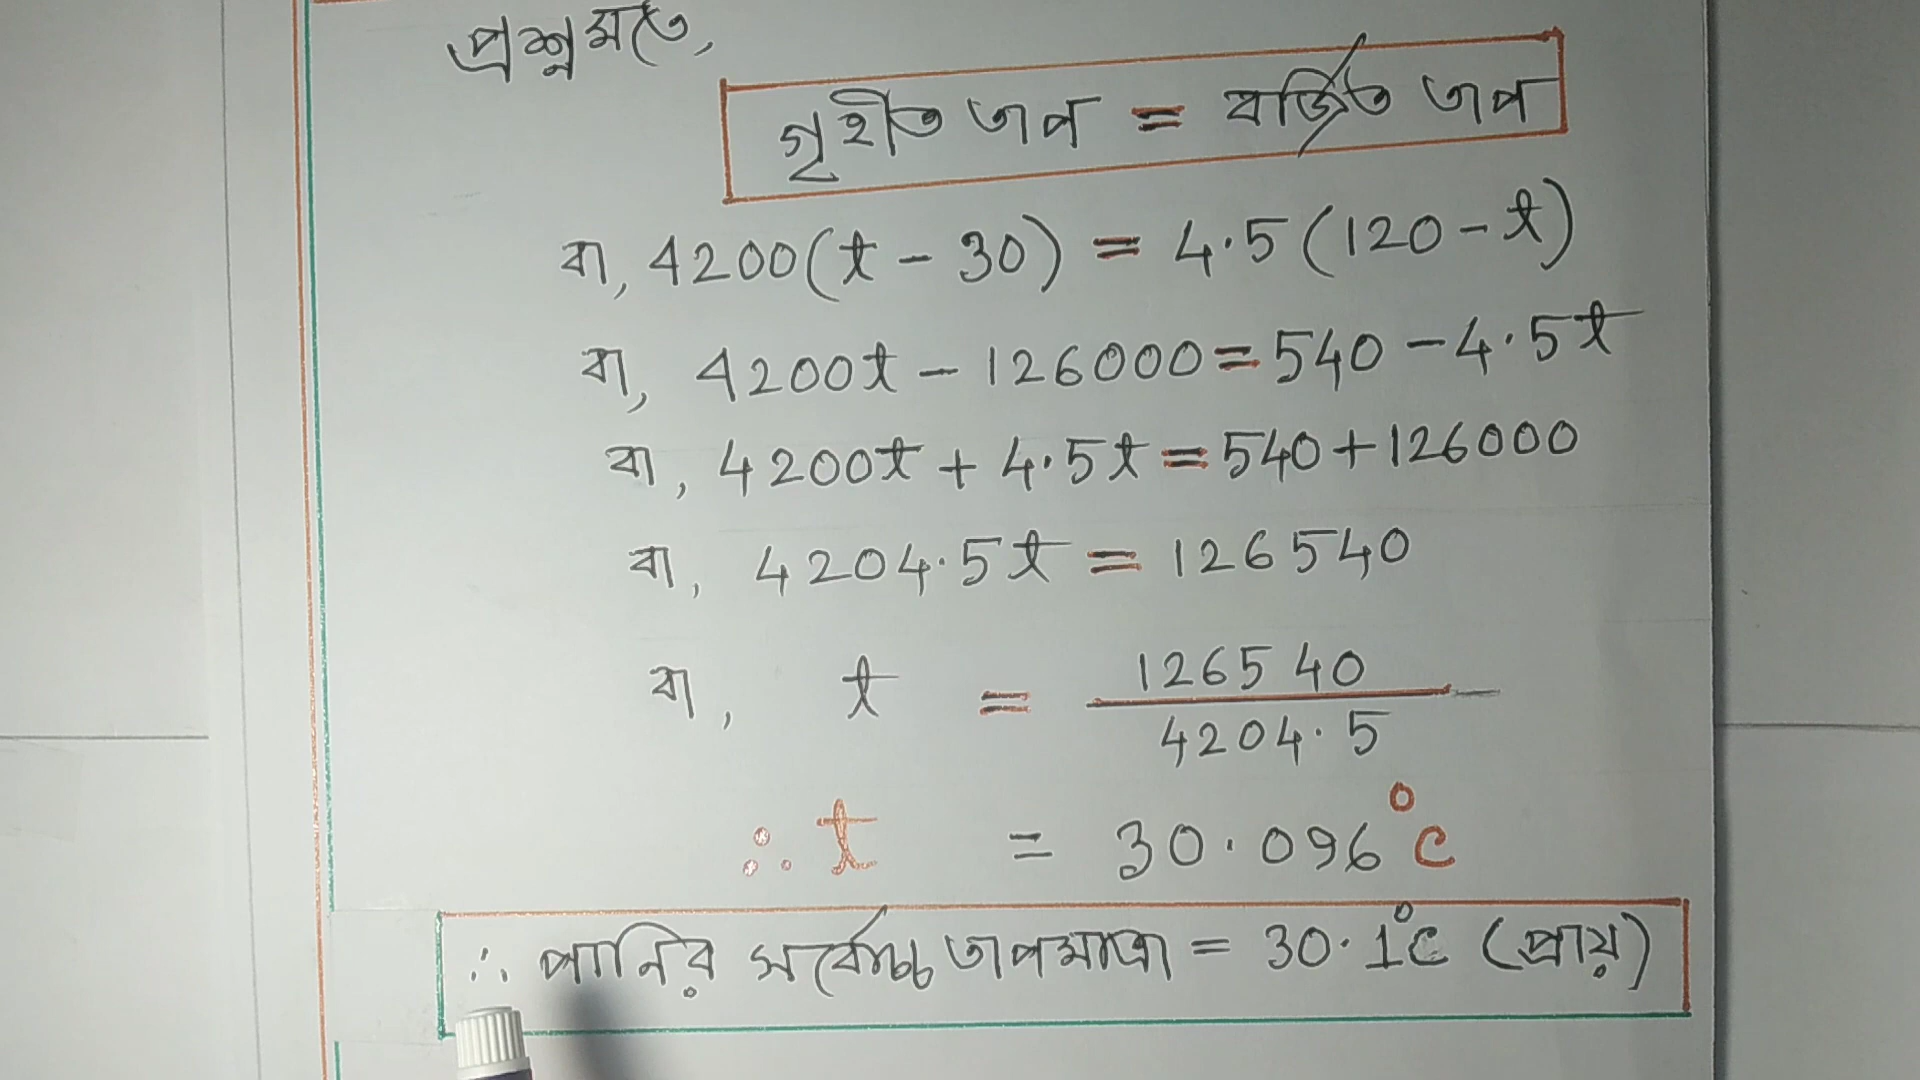 প্রশ্নমতে,
গৃহীত তাপ = বর্জিত তাপ
বা, 4200(t - 30) = 4.5(120 - t)
বা, 4200t - 126000 = 540 - 4.5t
বা, 4200t + 4.5t = 540 + 126000
বা, 4204.5t = 126540
বা, t = 126540 / 4204.5
∴ t = 30.096°C
∴ পানির সর্বোচ্চ তাপমাত্রা = 30.1°C (প্রায়)